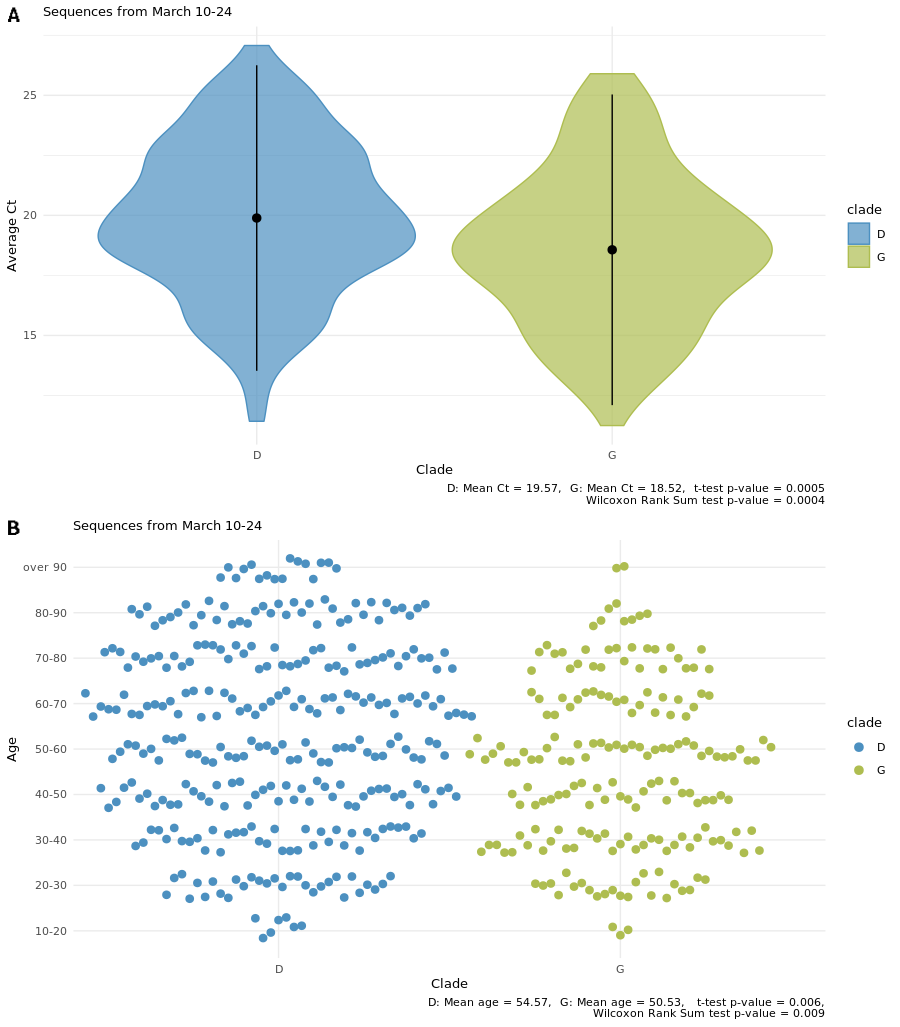 A
Sequences from March 10-24
25
20
15
Average Ct
D
G
Clade
clade
D
G
D: Mean Ct = 19.57, G: Mean Ct = 18.52, t-test p-value = 0.0005
Wilcoxon Rank Sum test p-value = 0.0004
B
Sequences from March 10-24
over 90
80-90
70-80
60-70
50-60
40-50
30-40
20-30
10-20
Age
D
G
Clade
clade
D
G
D: Mean age = 54.57, G: Mean age = 50.53, t-test p-value = 0.006,
Wilcoxon Rank Sum test p-value = 0.009